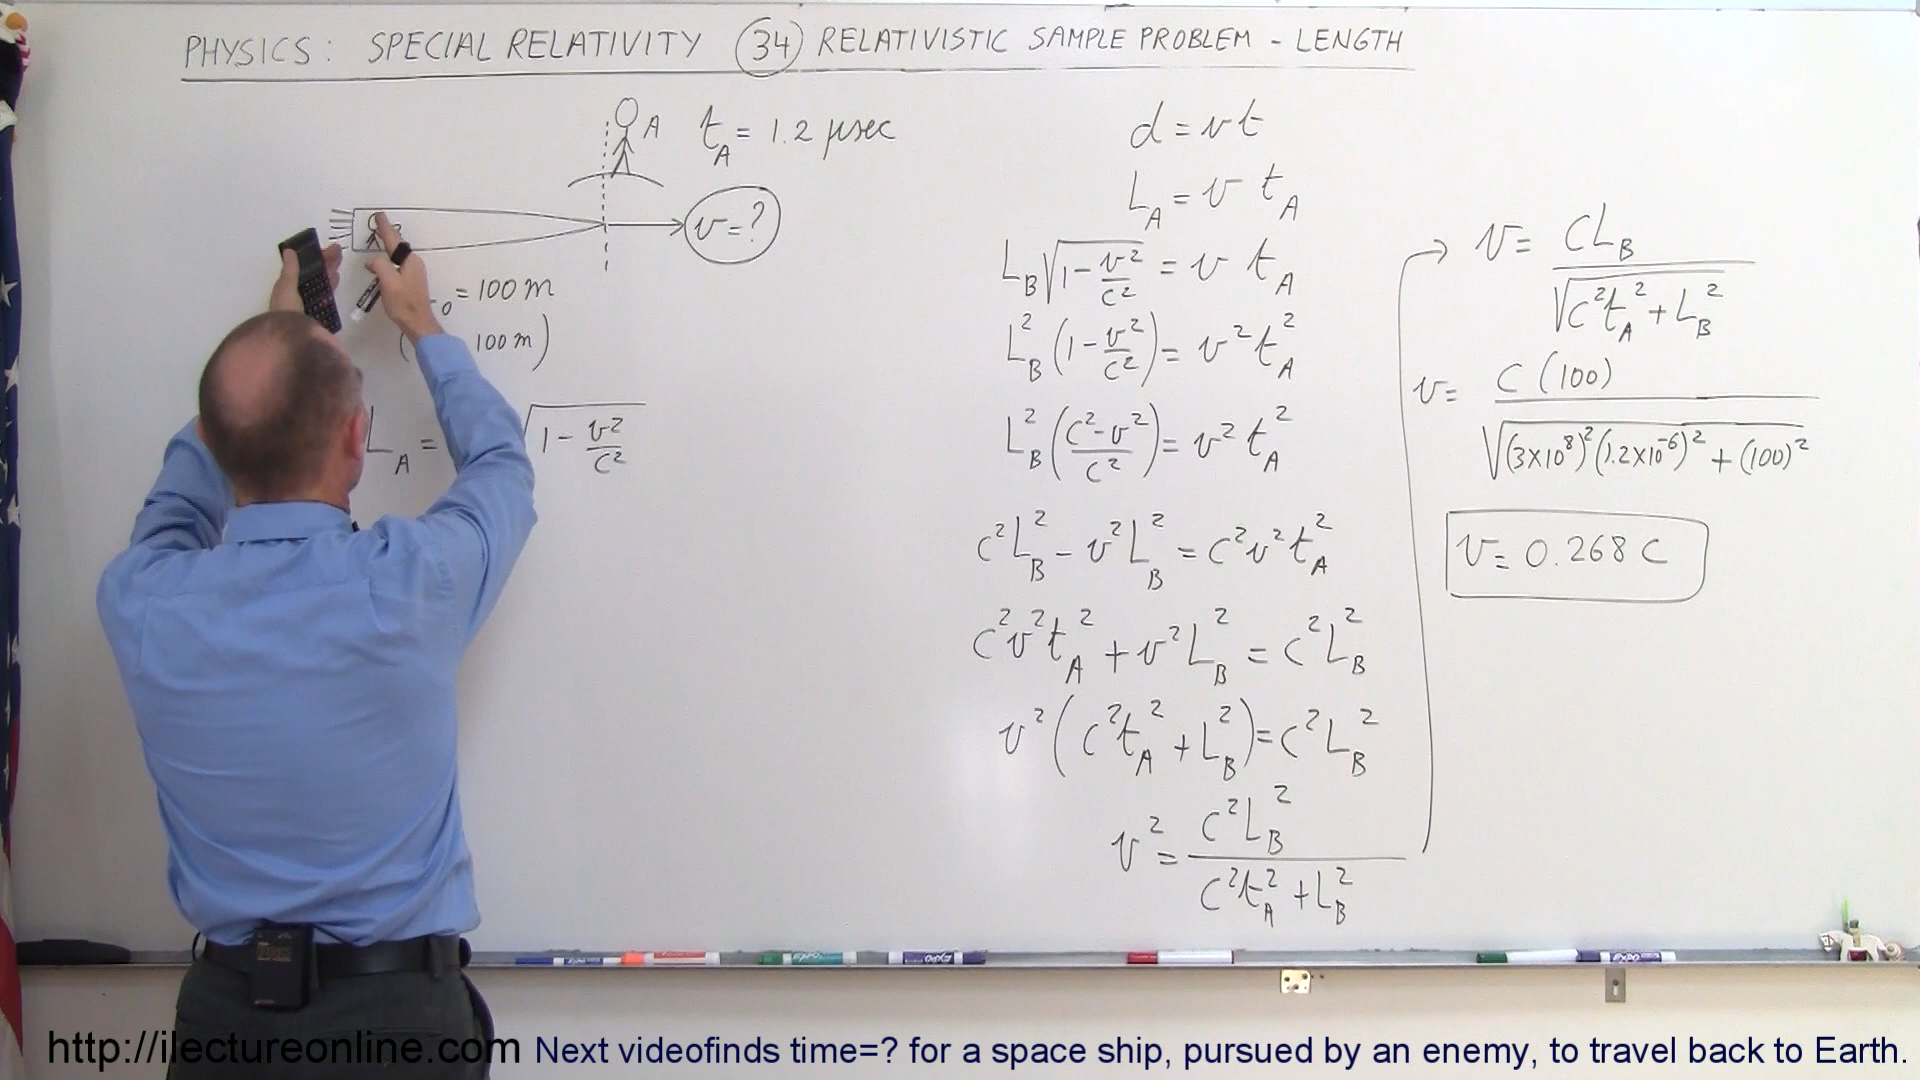 PHYSICS: SPECIAL RELATIVITY 34 RELATIVISTIC SAMPLE PROBLEM - LENGTH
A t_A = 1.2 μsec
v = ?
₀ = 100 m
( 100 m)
L_A = √(1 - v²/c²)
d = vt
L_A = v t_A
L_B √(1 - v²/c²) = v t_A
L_B² (1 - v²/c²) = v² t_A²
L_B² ((c² - v²)/c²) = v² t_A²
c² L_B² - v² L_B² = c² v² t_A²
c² v² t_A² + v² L_B² = c² L_B²
v² (c² t_A² + L_B²) = c² L_B²
v² = c² L_B² / (c² t_A² + L_B²)
v = C L_B / √(c² t_A² + L_B²)
v = C (100) / √((3×10⁸)² (1.2×10⁻⁶)² + (100)²)
v = 0.268 C
EXPO
http://ilectureonline.com Next videofinds time=? for a space ship, pursued by an enemy, to travel back to Earth.